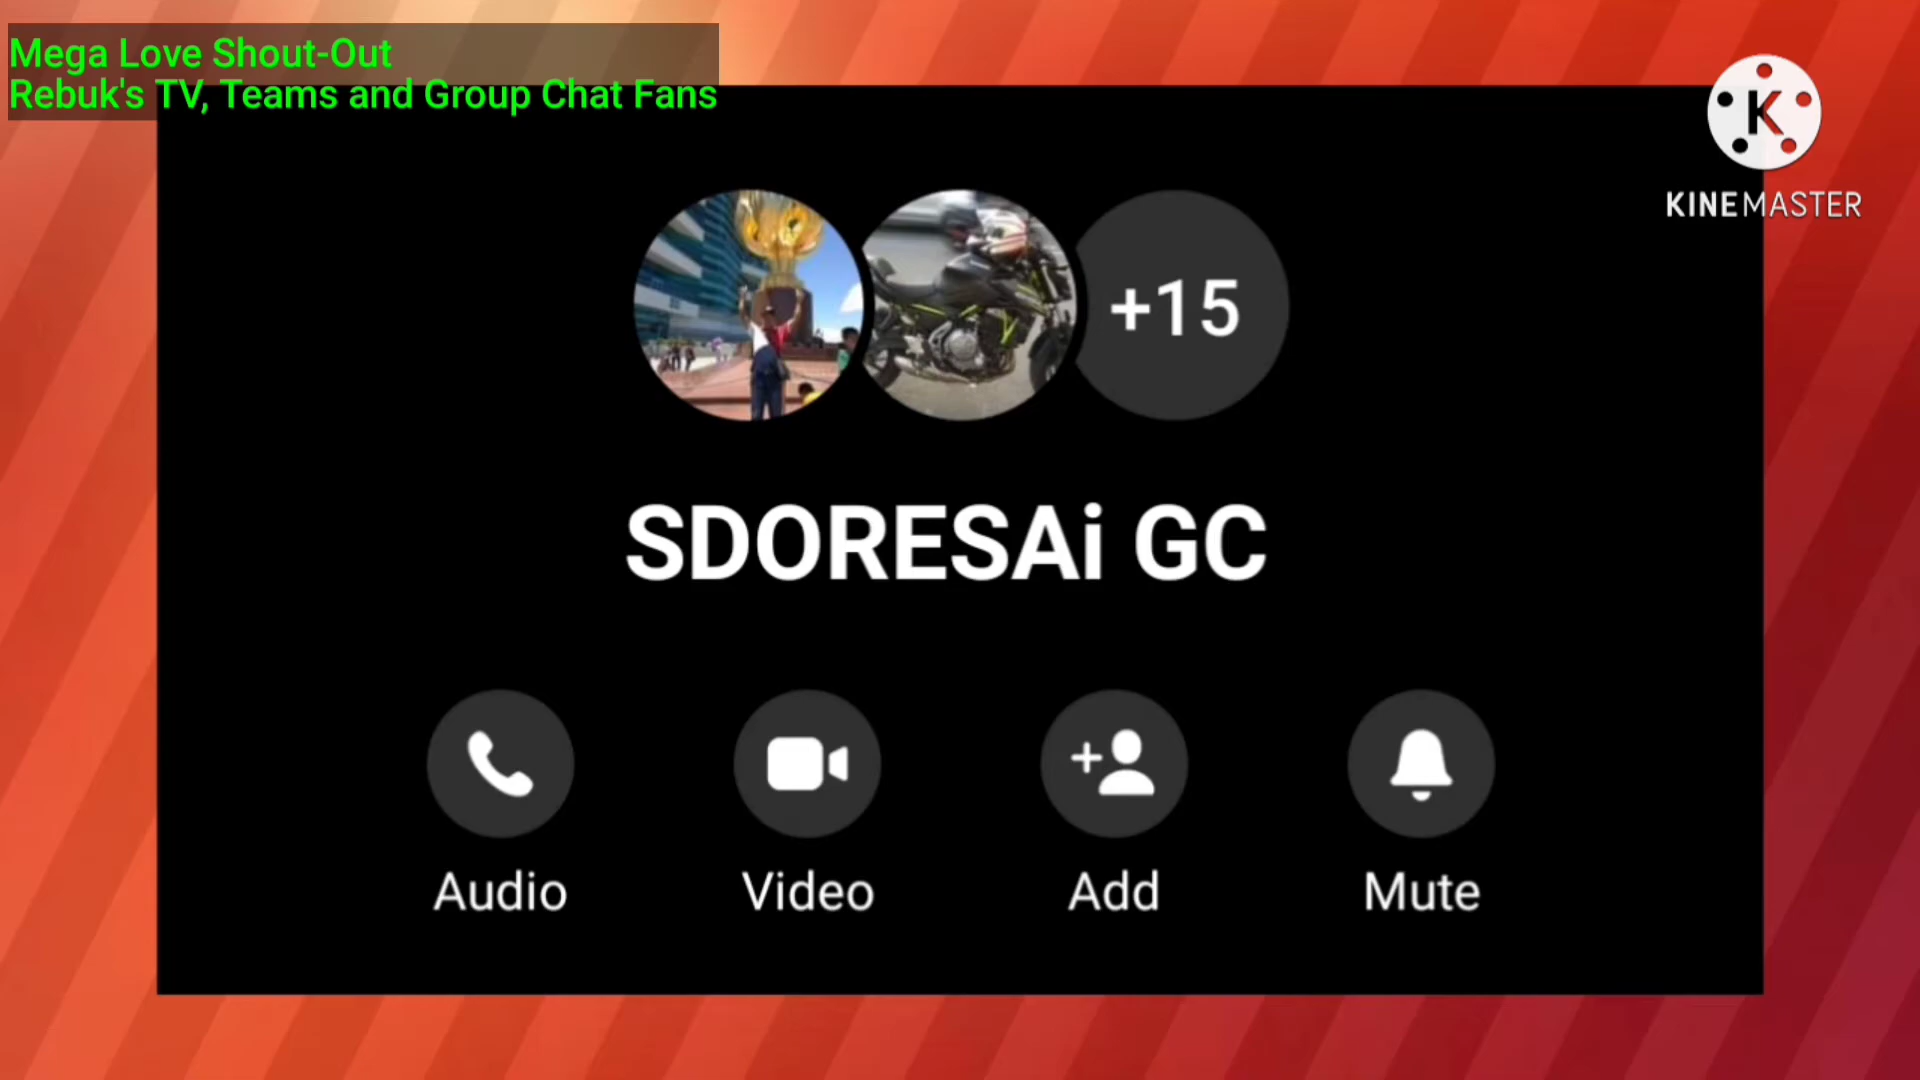 Mega Love Shout-Out
Rebuk's TV, Teams and Group Chat Fans
K
KINEMASTER
+15
SDORESAi GC
Audio
Video
Add
Mute